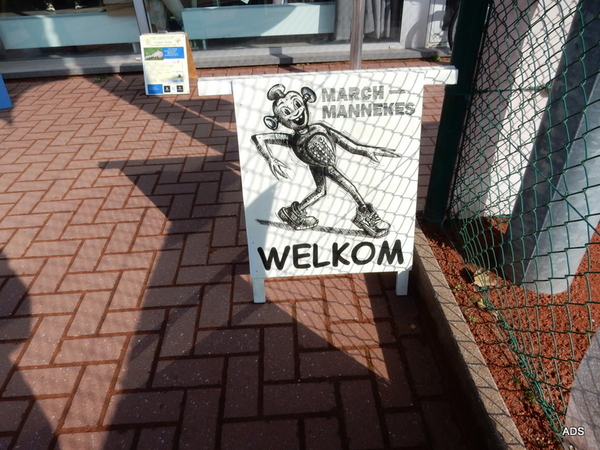 MARCH —
MANNEKES
WELKOM
ADS